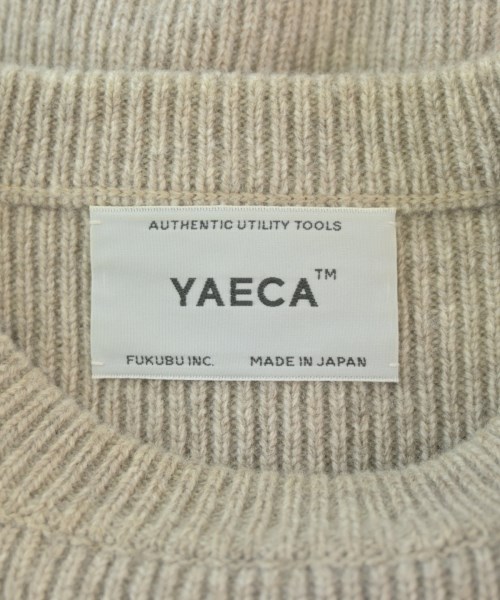 AUTHENTIC UTILITY TOOLS
YAECA™
FUKUBU INC. MADE IN JAPAN